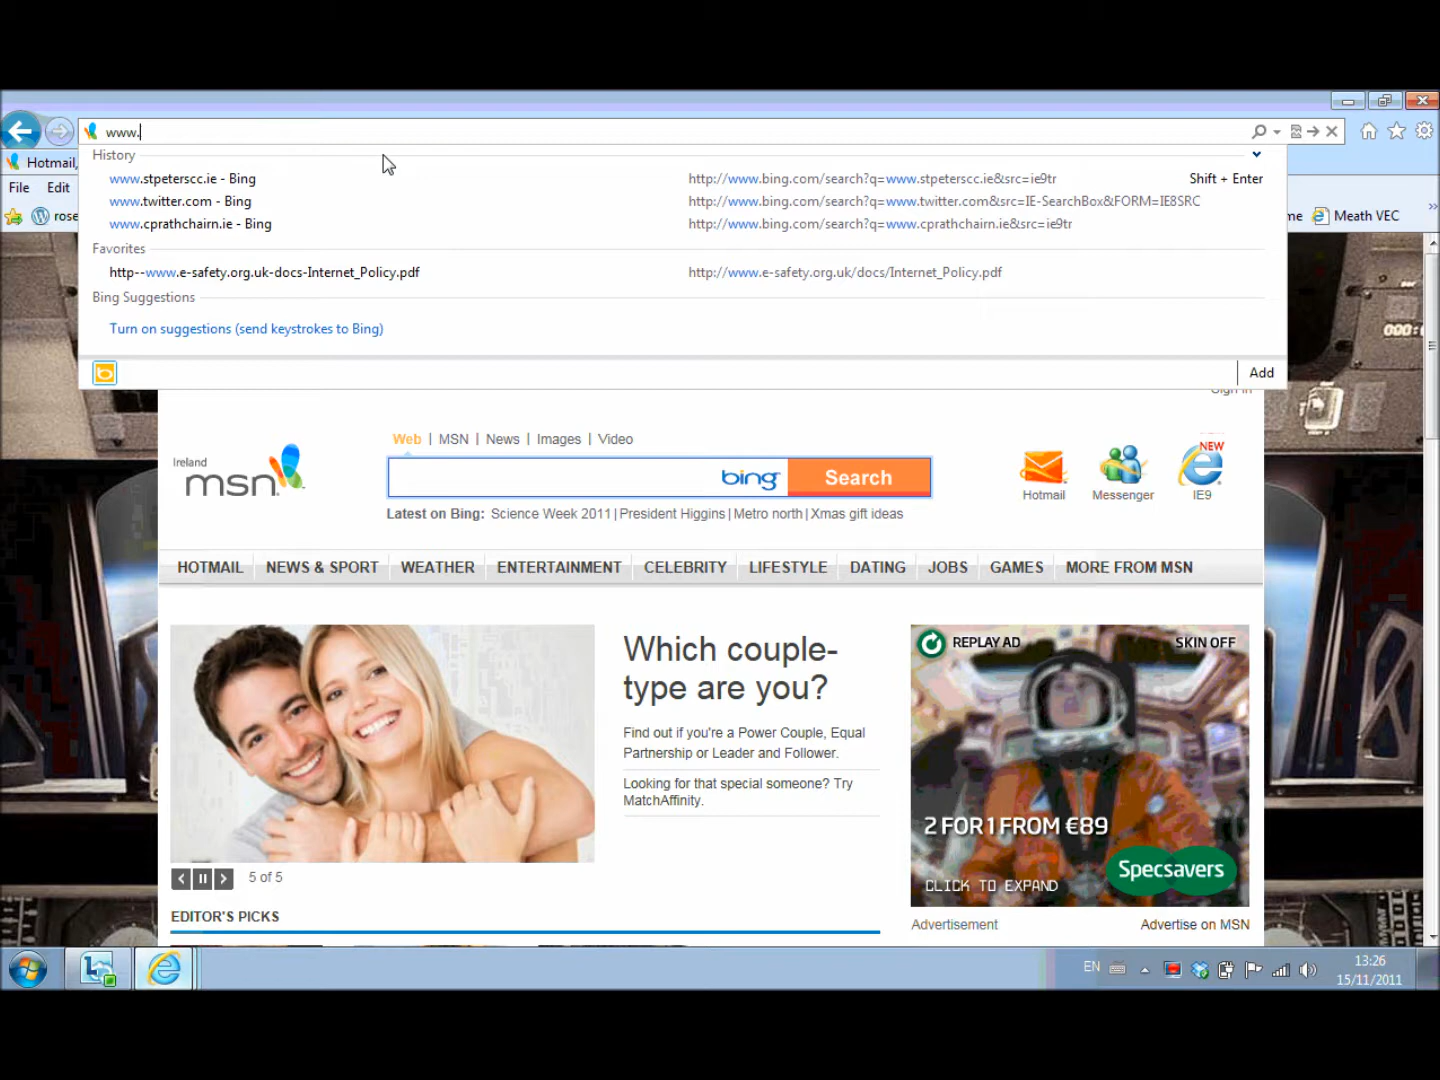 www.
Hotmail,
History
www.stpeterscc.ie - Bing http://www.bing.com/search?q=www.stpeterscc.ie&src=ie9tr Shift + Enter
www.twitter.com - Bing http://www.bing.com/search?q=www.twitter.com&src=IE-SearchBox&FORM=IE8SRC
www.cprathchairn.ie - Bing http://www.bing.com/search?q=www.cprathchairn.ie&src=ie9tr
Favorites
http--www.e-safety.org.uk-docs-Internet_Policy.pdf http://www.e-safety.org.uk/docs/Internet_Policy.pdf
Bing Suggestions
Turn on suggestions (send keystrokes to Bing)
Add
File Edit
rose
me Meath VEC
Sign in
Ireland
msn
Web | MSN | News | Images | Video
bing Search
Latest on Bing: Science Week 2011 | President Higgins | Metro north | Xmas gift ideas
Hotmail Messenger NEW IE9
HOTMAIL NEWS & SPORT WEATHER ENTERTAINMENT CELEBRITY LIFESTYLE DATING JOBS GAMES MORE FROM MSN
Which couple-
type are you?
Find out if you're a Power Couple, Equal
Partnership or Leader and Follower.
Looking for that special someone? Try
MatchAffinity.
5 of 5
EDITOR'S PICKS
REPLAY AD SKIN OFF
2 FOR 1 FROM €89
Specsavers
CLICK TO EXPAND
Advertisement Advertise on MSN
EN
13:26
15/11/2011